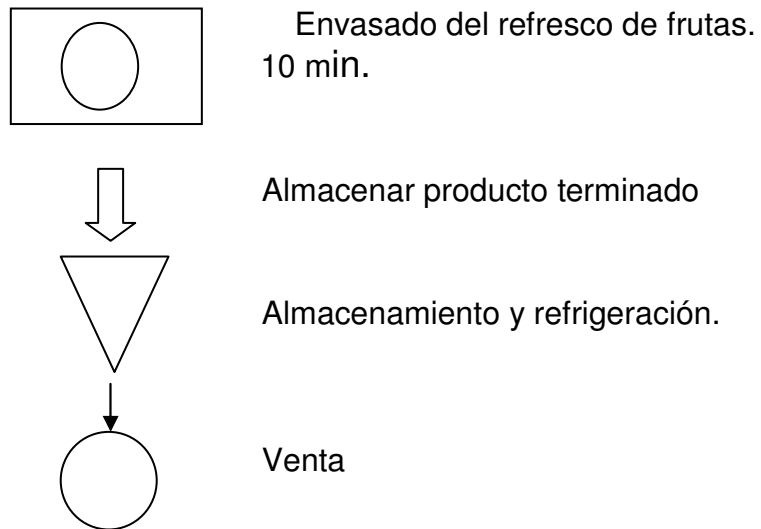 Envasado del refresco de frutas.
10 min.
Almacenar producto terminado
Almacenamiento y refrigeración.
Venta